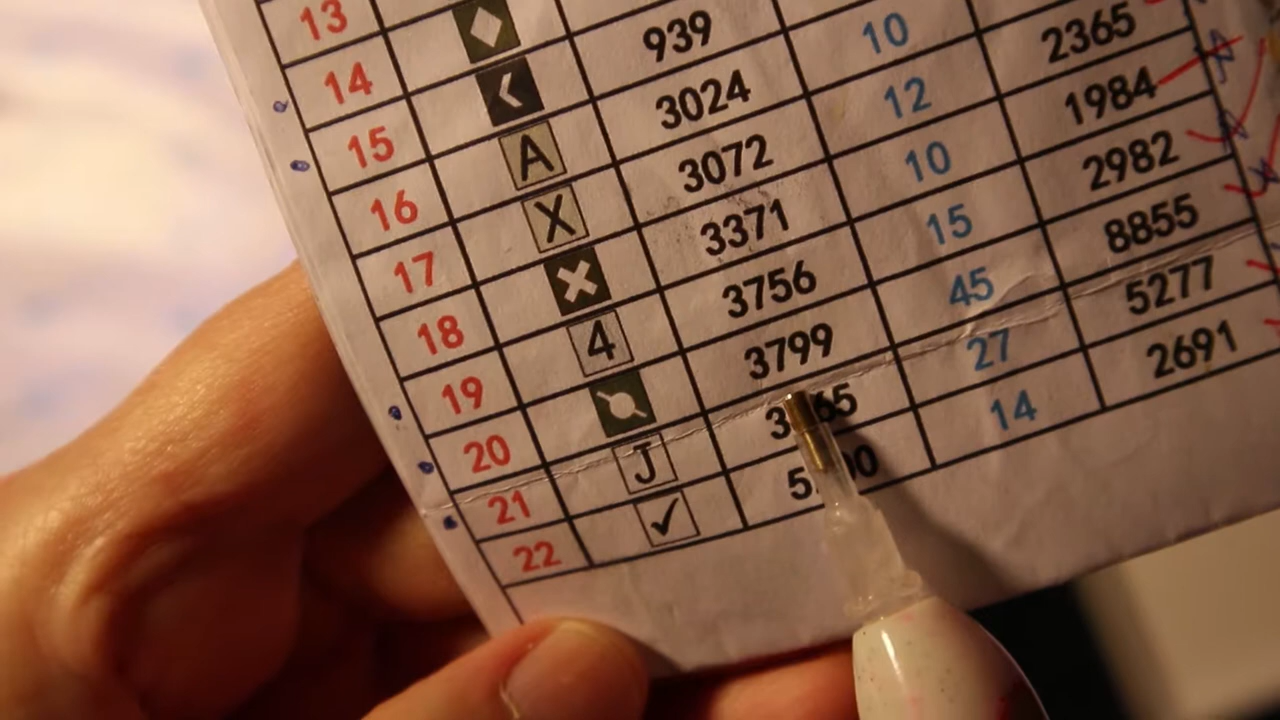 13
14
15 939
16 A 3024 10
17 X 3072 12 2365
18 3371 10 1984
19 4 3756 15 2982
20 3799 45 8855
21 J 27 5277
22 14 2691